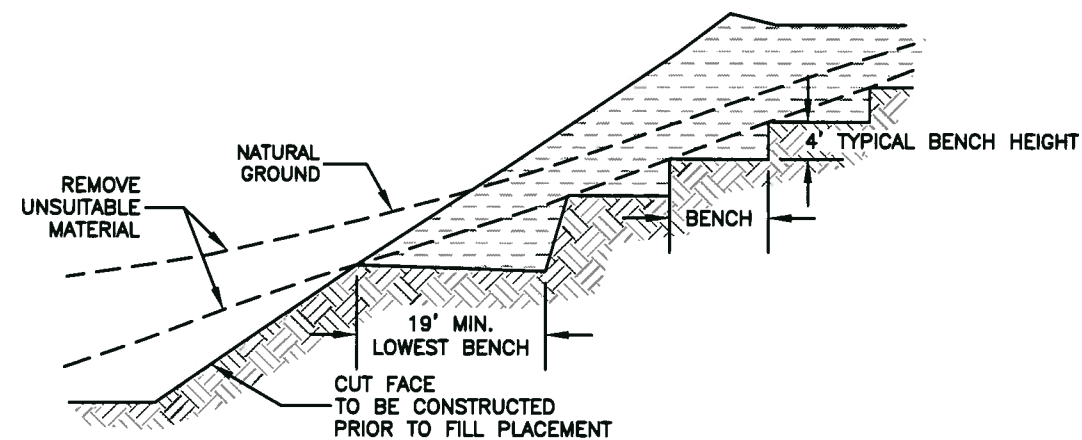 NATURAL
GROUND
REMOVE
UNSUITABLE
MATERIAL
4' TYPICAL BENCH HEIGHT
BENCH
19' MIN.
LOWEST BENCH
CUT FACE
TO BE CONSTRUCTED
PRIOR TO FILL PLACEMENT